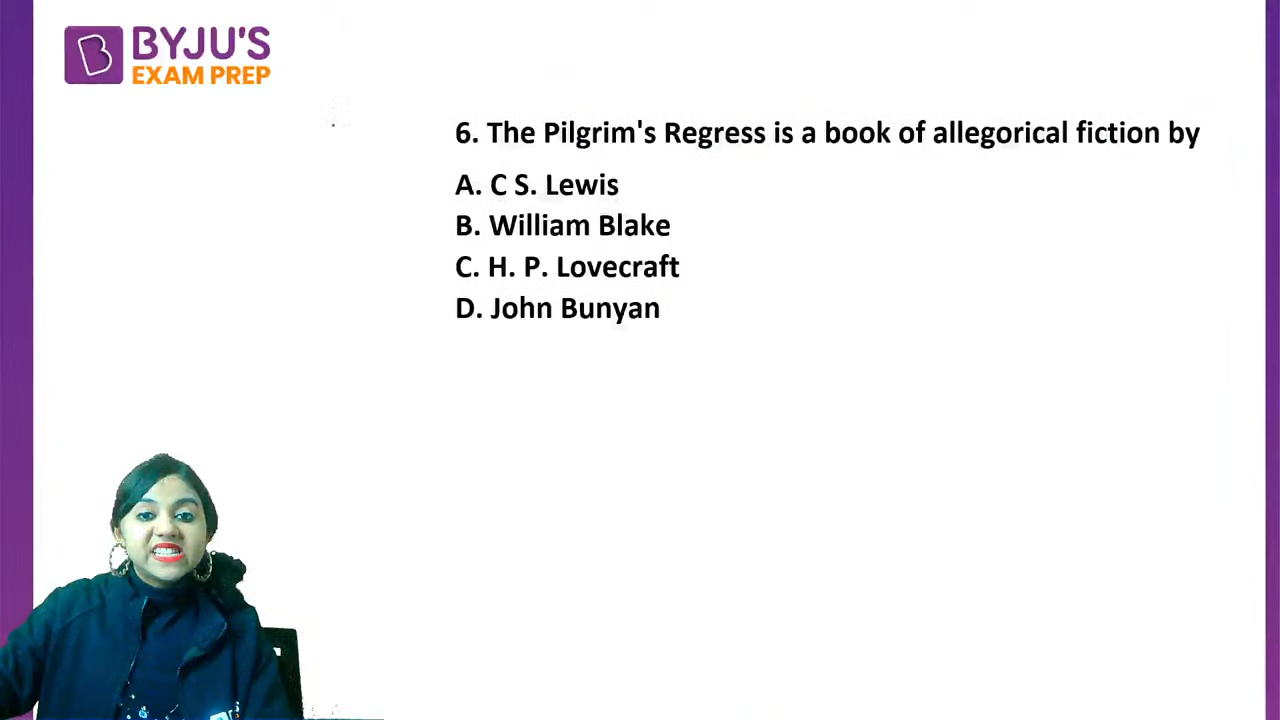 BYJU'S
EXAM PREP
6. The Pilgrim's Regress is a book of allegorical fiction by
A. C S. Lewis
B. William Blake
C. H. P. Lovecraft
D. John Bunyan